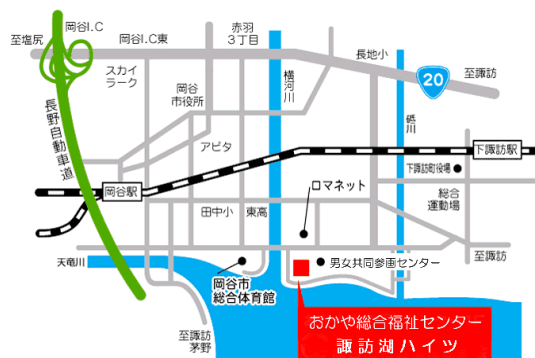 岡谷I.C
至塩尻
岡谷I.C東
赤羽
3丁目
長地小
20
至諏訪
スカイ
ラーク
岡谷
市役所
横河川
砥川
長野自動車道
アピタ
下諏訪駅
下諏訪町役場
岡谷駅
ロマネット
総合
運動場
田中小
東高
至諏訪
天竜川
岡谷市
総合体育館
男女共同参画センター
おかや総合福祉センター
諏訪湖ハイツ
至諏訪
茅野